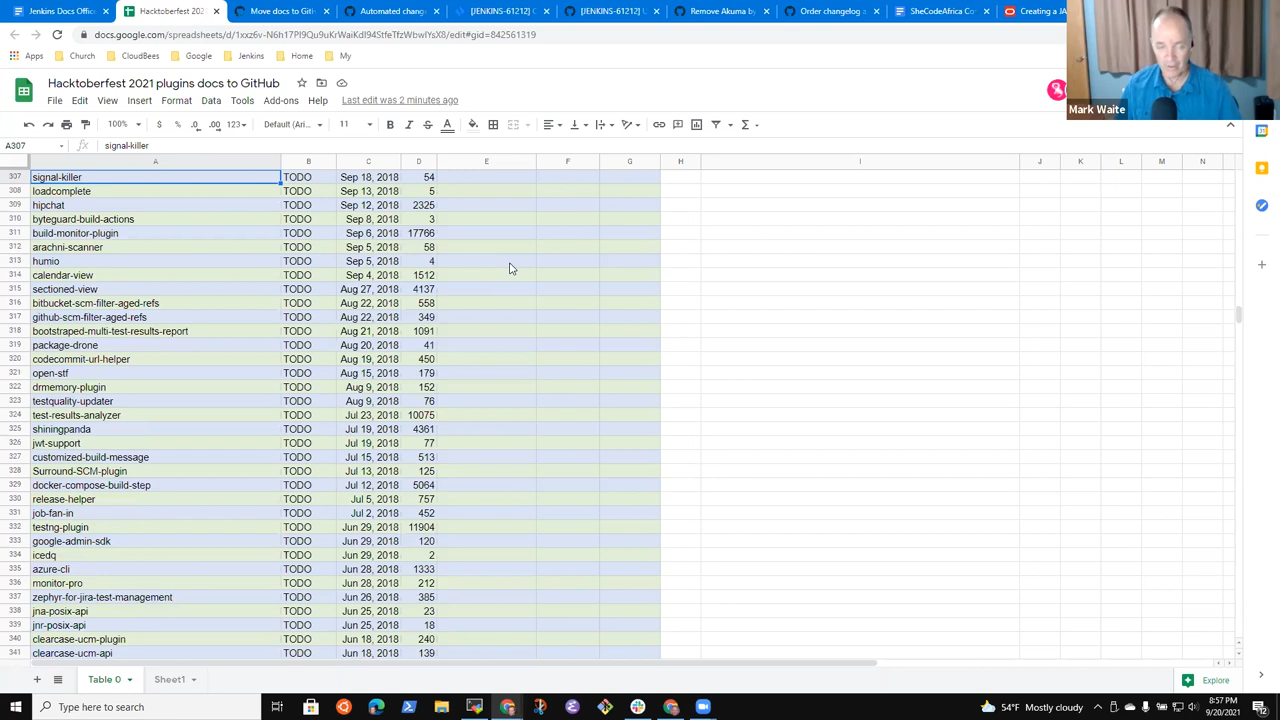 Jenkins Docs Office
Hacktoberfest 2021
Move docs to GitHub
Automated change
[JENKINS-61212] C
[JENKINS-61212] U
Remove Akuma by
Order changelog a
SheCodeAfrica Co
Creating a JA
docs.google.com/spreadsheets/d/1xxz6v-N6h17PI9Qu9uKrWaiKdI94StfeTfzWbwIYsX8/edit#gid=842561319
Apps
Church
CloudBees
Google
Jenkins
Home
My
Hacktoberfest 2021 plugins docs to GitHub
File Edit View Insert Format Data Tools Add-ons Help Last edit was 2 minutes ago
Mark Waite
100% $ % .0 .00 123 Default (Ari... 11
A307 signal-killer
A B C D E F G H I J K L M N
307 signal-killer TODO Sep 18, 2018 54
308 loadcomplete TODO Sep 13, 2018 5
309 hipchat TODO Sep 12, 2018 2325
310 byteguard-build-actions TODO Sep 8, 2018 3
311 build-monitor-plugin TODO Sep 6, 2018 17766
312 arachni-scanner TODO Sep 5, 2018 58
313 humio TODO Sep 5, 2018 4
314 calendar-view TODO Sep 4, 2018 1512
315 sectioned-view TODO Aug 27, 2018 4137
316 bitbucket-scm-filter-aged-refs TODO Aug 22, 2018 558
317 github-scm-filter-aged-refs TODO Aug 22, 2018 349
318 bootstraped-multi-test-results-report TODO Aug 21, 2018 1091
319 package-drone TODO Aug 20, 2018 41
320 codecommit-url-helper TODO Aug 19, 2018 450
321 open-stf TODO Aug 15, 2018 179
322 drmemory-plugin TODO Aug 9, 2018 152
323 testquality-updater TODO Aug 9, 2018 76
324 test-results-analyzer TODO Jul 23, 2018 10075
325 shiningpanda TODO Jul 19, 2018 4361
326 jwt-support TODO Jul 19, 2018 77
327 customized-build-message TODO Jul 15, 2018 513
328 Surround-SCM-plugin TODO Jul 13, 2018 125
329 docker-compose-build-step TODO Jul 12, 2018 5064
330 release-helper TODO Jul 5, 2018 757
331 job-fan-in TODO Jul 2, 2018 452
332 testng-plugin TODO Jun 29, 2018 11904
333 google-admin-sdk TODO Jun 29, 2018 120
334 icedq TODO Jun 29, 2018 2
335 azure-cli TODO Jun 28, 2018 1333
336 monitor-pro TODO Jun 28, 2018 212
337 zephyr-for-jira-test-management TODO Jun 26, 2018 385
338 jna-posix-api TODO Jun 25, 2018 23
339 jnr-posix-api TODO Jun 25, 2018 18
340 clearcase-ucm-plugin TODO Jun 18, 2018 240
341 clearcase-ucm-api TODO Jun 18, 2018 139
Table 0
Sheet1
Explore
Type here to search
54°F Mostly cloudy
8:57 PM
9/20/2021